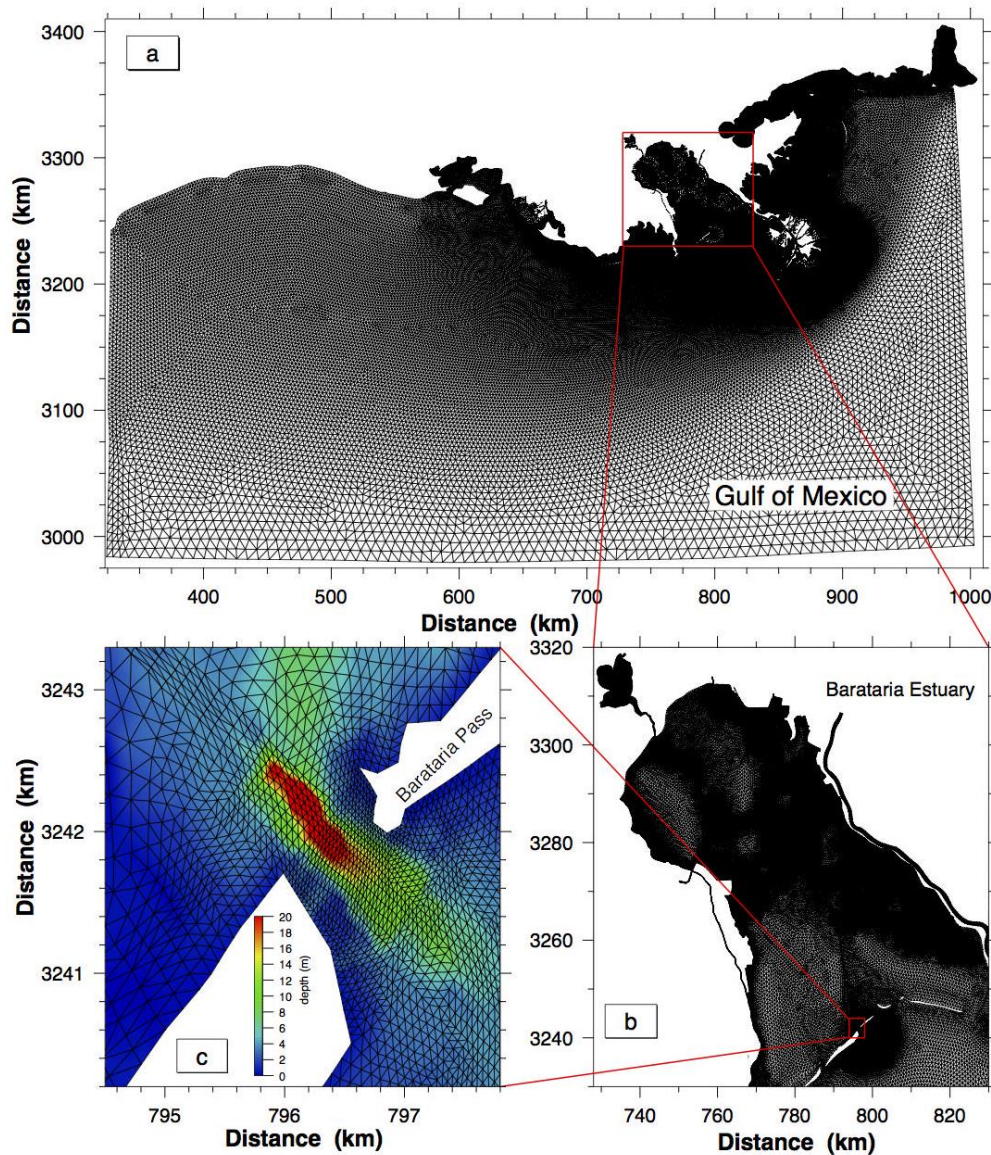 3400
3300
3200
3100
3000
Distance (km)
a
Gulf of Mexico
400 500 600 700 800 900 1000
Distance (km)
3243
3242
3241
Distance (km)
Barataria Pass
20
18
16
14
12
10
8
6
4
2
0
depth (m)
c
795 796 797
Distance (km)
3320
3300
3280
3260
3240
Barataria Estuary
b
740 760 780 800 820
Distance (km)